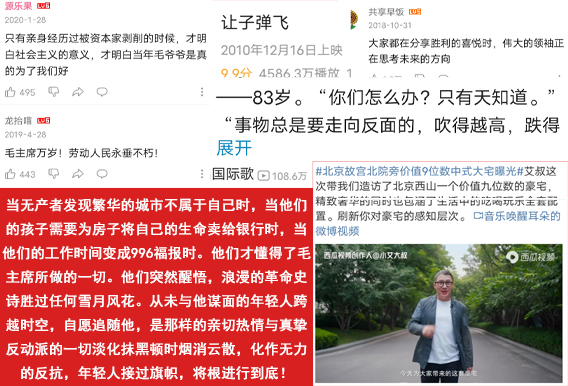 源乐果 LV5
2020-1-28
只有亲身经历过被资本家剥削的时候，才明
白社会主义的意义，才明白当年毛爷爷是真
的为了我们好
495
龙抬喧 LV5
2019-4-28
毛主席万岁！劳动人民永垂不朽！
443
让子弹飞
2010年12月16日上映
9.9分 4586.3万播放 1
共享早饭 LV5
2018-10-31
大家都在分享胜利的喜悦时，伟大的领袖正
在思考未来的方向
——83岁。“你们怎么办？只有天知道。”
“事物总是要走向反面的，吹得越高，跌得
展开
国际歌 108.6万
当无产者发现繁华的城市不属于自己时，当他们
的孩子需要为房子将自己的生命卖给银行时，当
他们的工作时间变成996福报时。他们才懂得了毛
主席所做的一切。他们突然醒悟，浪漫的革命史
诗胜过任何雪月风花。从未与他谋面的年轻人跨
越时空，自愿追随他，是那样的亲切热情与真挚
反动派的一切淡化抹黑顿时烟消云散，化作无力
的反抗，年轻人接过旗帜，将根进行到底！
#北京故宫北院旁价值9位数中式大宅曝光#艾叔这
次带我们造访了北京西山一个价值九位数的豪宅，
精致奢华的同时也包涵了生活中的吃喝玩乐全套配
置。刷新你对豪宅的感知层次。音乐唤醒耳朵的
微博视频
西瓜视频创作人@小艾大叔
西瓜视频
今天为大家带来的这套豪宅